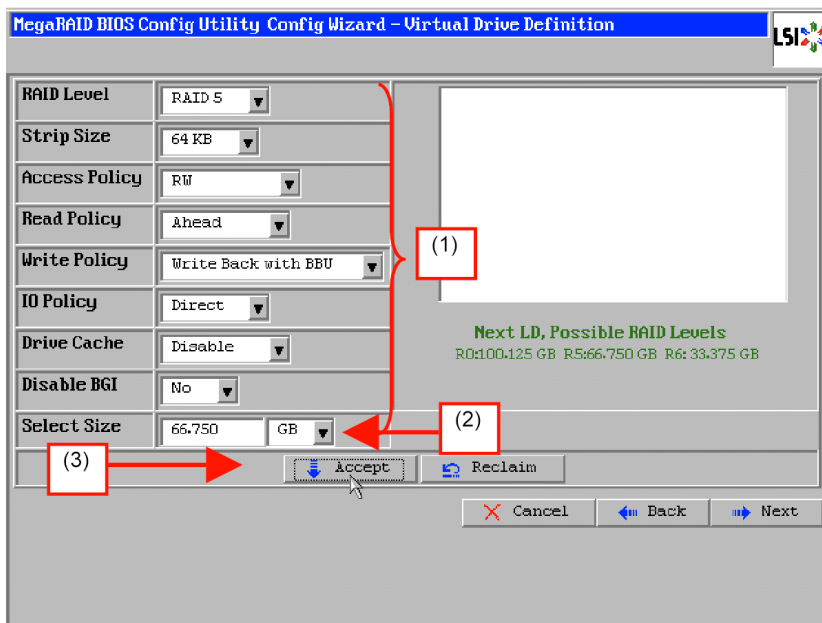 MegaRAID BIOS Config Utility Config Wizard – Virtual Drive Definition
LSI
RAID Level RAID 5
Strip Size 64 KB
Access Policy RW
Read Policy Ahead
Write Policy Write Back with BBU
IO Policy Direct
Drive Cache Disable
Disable BGI No
Select Size 66.750 GB
(1)
Next LD, Possible RAID Levels
R0:100.125 GB R5:66.750 GB R6: 33.375 GB
(2)
(3)
Accept Reclaim
Cancel Back Next